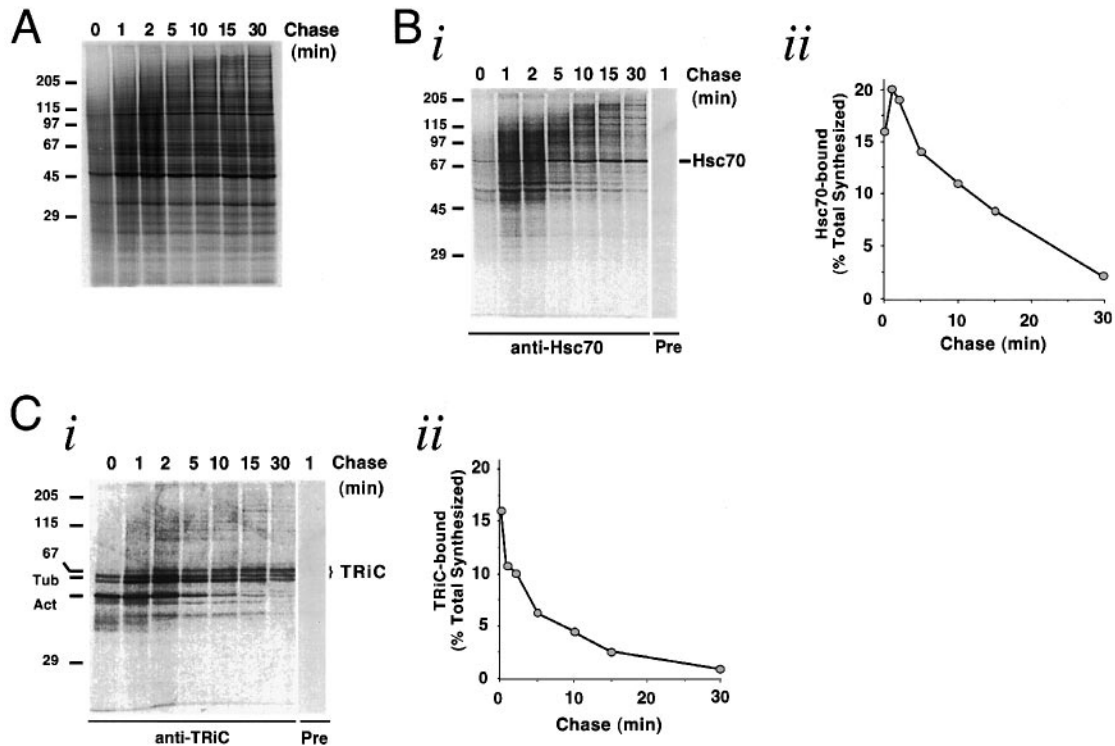 A
0 1 2 5 10 15 30 Chase (min)
205
115
97
67
45
29
B
i
0 1 2 5 10 15 30 1 Chase (min)
205
115
97
67
45
29
Hsc70
anti-Hsc70 Pre
ii
Hsc70-bound
(% Total Synthesized)
20
15
10
5
0
0 10 20 30
Chase (min)
C
i
0 1 2 5 10 15 30 1 Chase (min)
205
115
67
Tub
Act
29
} TRiC
anti-TRiC Pre
ii
TRiC-bound
(% Total Synthesized)
20
15
10
5
0
0 10 20 30
Chase (min)